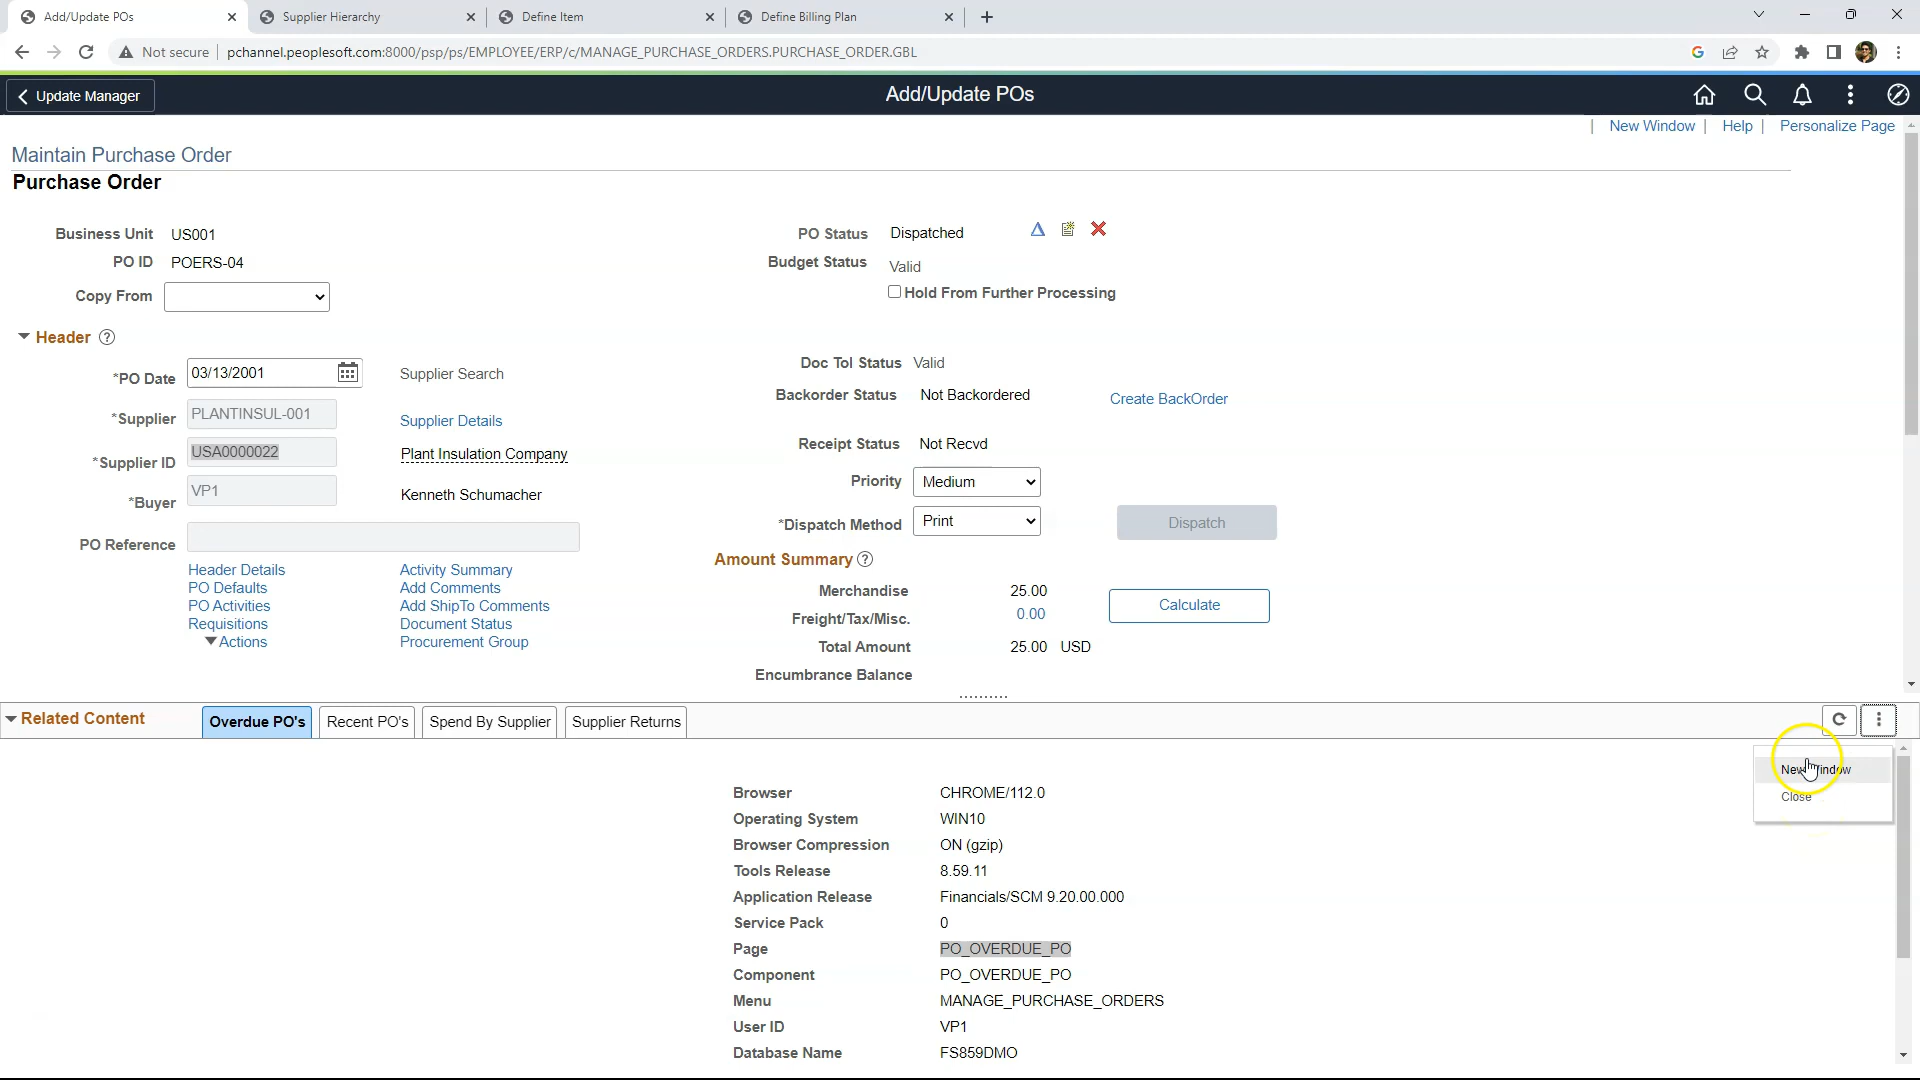 Add/Update POs
Supplier Hierarchy
Define Item
Define Billing Plan
Not secure
pchannel.peoplesoft.com:8000/psp/ps/EMPLOYEE/ERP/c/MANAGE_PURCHASE_ORDERS.PURCHASE_ORDER.GBL
Update Manager
Add/Update POs
New Window | Help | Personalize Page
Maintain Purchase Order
Purchase Order
Business Unit US001
PO Status Dispatched
PO ID POERS-04
Budget Status Valid
Copy From
Hold From Further Processing
Header
*PO Date 03/13/2001 Supplier Search
Doc Tol Status Valid
*Supplier PLANTINSUL-001 Supplier Details
Backorder Status Not Backordered Create BackOrder
*Supplier ID USA0000022 Plant Insulation Company
Receipt Status Not Recvd
*Buyer VP1 Kenneth Schumacher
Priority Medium
PO Reference
*Dispatch Method Print Dispatch
Header Details Activity Summary
PO Defaults Add Comments
PO Activities Add ShipTo Comments
Requisitions Document Status
Actions Procurement Group
Amount Summary
Merchandise 25.00 Calculate
Freight/Tax/Misc. 0.00
Total Amount 25.00 USD
Encumbrance Balance
Related Content Overdue PO's Recent PO's Spend By Supplier Supplier Returns
New Window
Close
Browser CHROME/112.0
Operating System WIN10
Browser Compression ON (gzip)
Tools Release 8.59.11
Application Release Financials/SCM 9.20.00.000
Service Pack 0
Page PO_OVERDUE_PO
Component PO_OVERDUE_PO
Menu MANAGE_PURCHASE_ORDERS
User ID VP1
Database Name FS859DMO